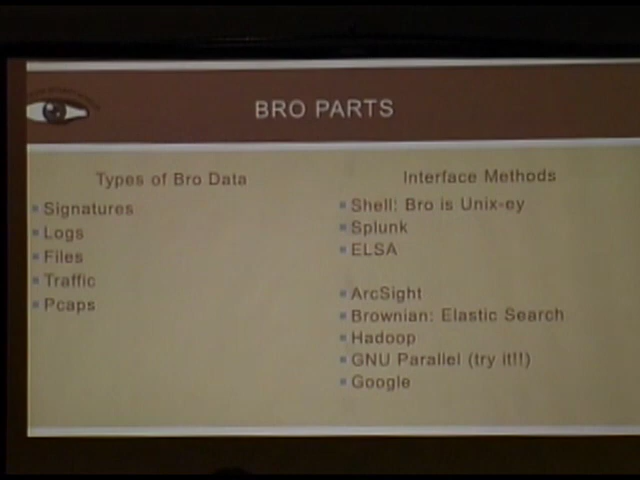 BRO PARTS
Types of Bro Data
Signatures
Logs
Files
Traffic
Pcaps
Interface Methods
Shell: Bro is Unix-ey
Splunk
ELSA
ArcSight
Brownian: Elastic Search
Hadoop
GNU Parallel (try it!!)
Google